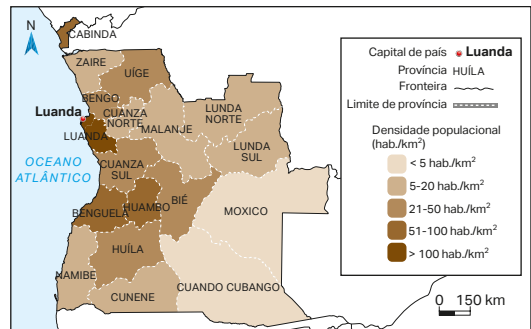 N
CABINDA
ZAIRE
UÍGE
BENGO
Luanda
LUANDA
CUANZA
NORTE
MALANJE
LUNDA
NORTE
LUNDA
SUL
OCEANO
ATLÂNTICO
CUANZA
SUL
BENGUELA
HUAMBO
BIÉ
MOXICO
HUÍLA
NAMIBE
CUNENE
CUANDO CUBANGO
Capital de país Luanda
Província HUÍLA
Fronteira
Limite de província
Densidade populacional
(hab./km²)
< 5 hab./km²
5-20 hab./km²
21-50 hab./km²
51-100 hab./km²
> 100 hab./km²
0 150 km